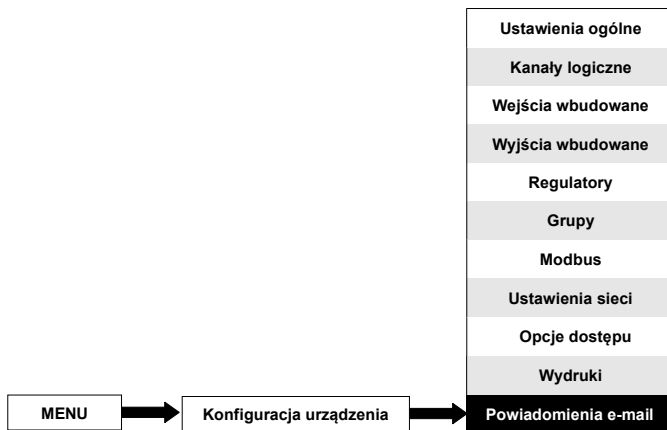 Ustawienia ogólne
Kanały logiczne
Wejścia wbudowane
Wyjścia wbudowane
Regulatory
Grupy
Modbus
Ustawienia sieci
Opcje dostępu
Wydruki
MENU
Konfiguracja urządzenia
Powiadomienia e-mail